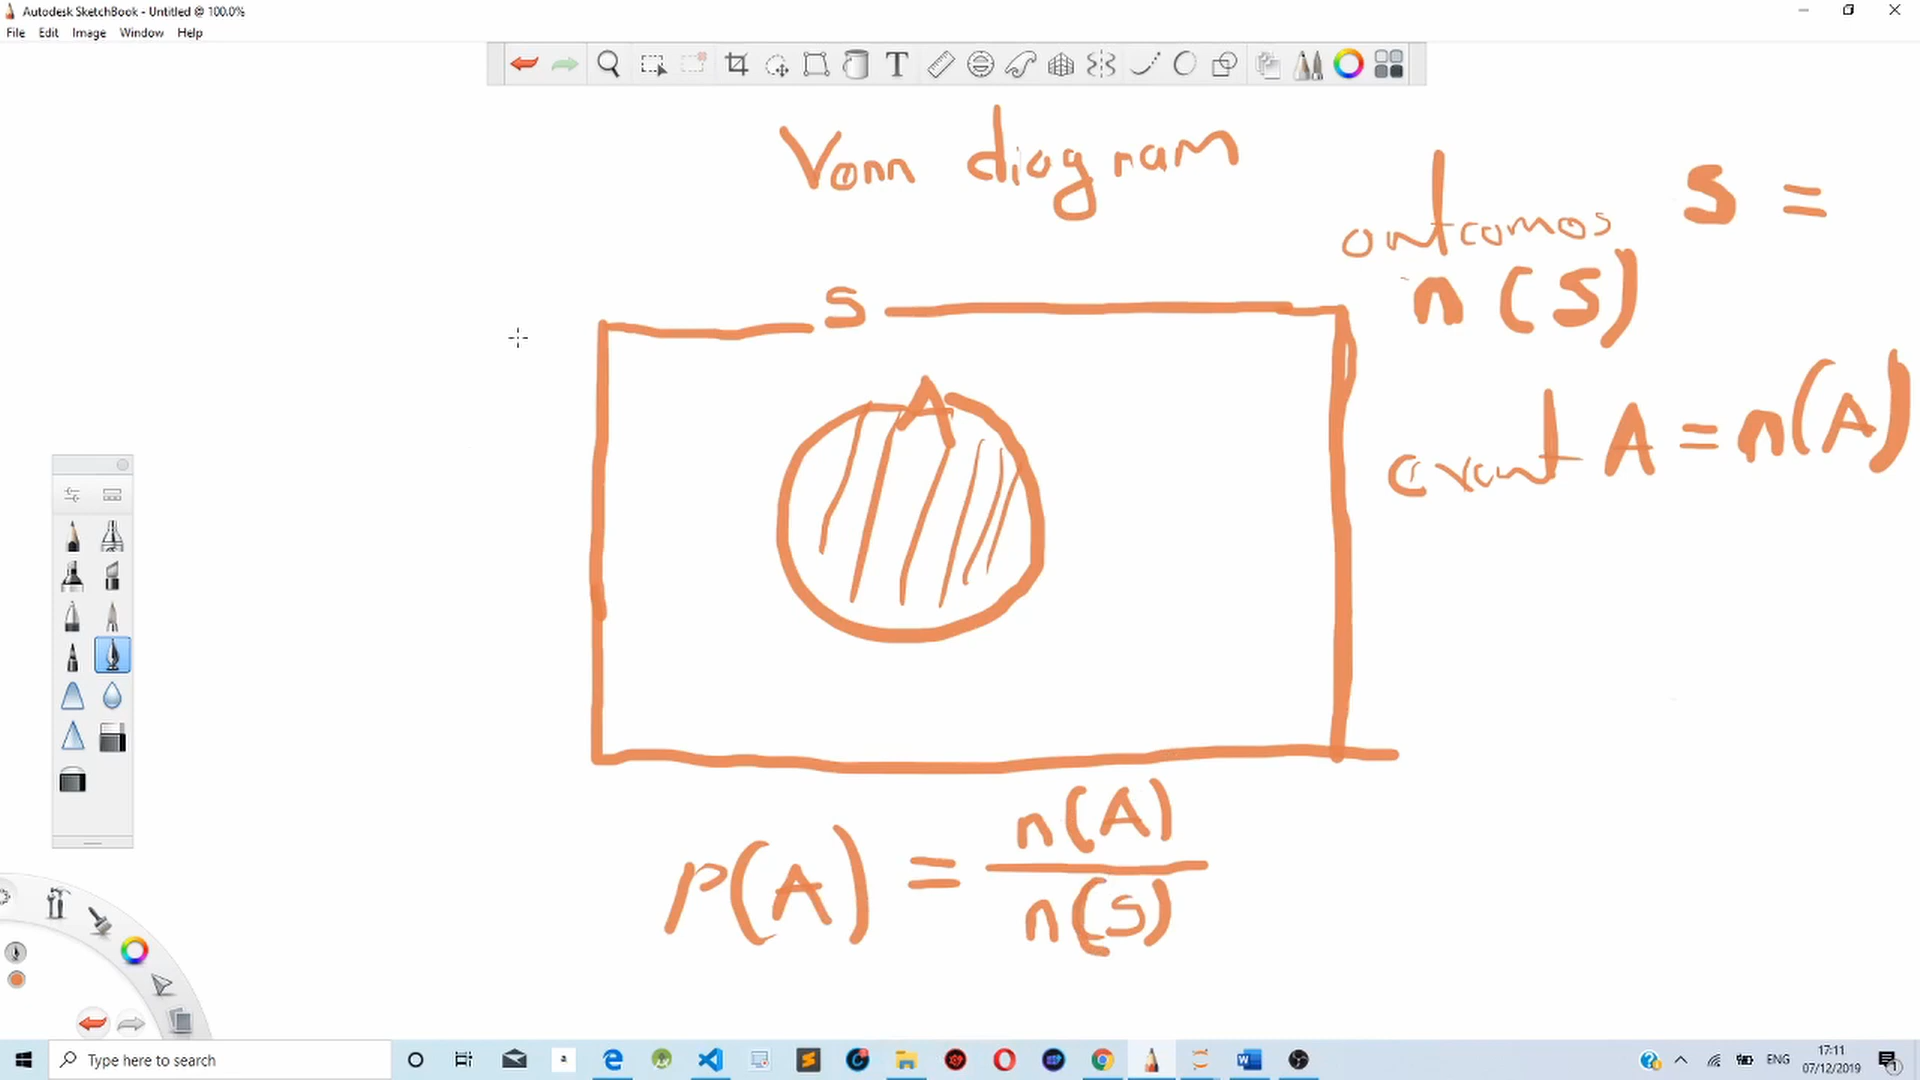 Autodesk SketchBook - Untitled @ 100.0%
File Edit Image Window Help
T
Venn diagram
outcomes S =
n(S)
S
A
event A = n(A)
P(A) = n(A)
n(S)
Type here to search
a
ENG
17:11
07/12/2019